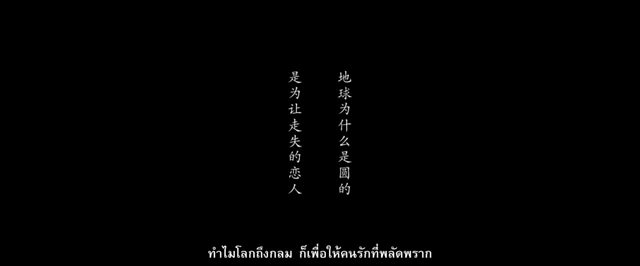 地球为什么是圆的
是为让走失的恋人
ทำไมโลกถึงกลม ก็เพื่อให้คนรักที่พลัดพราก